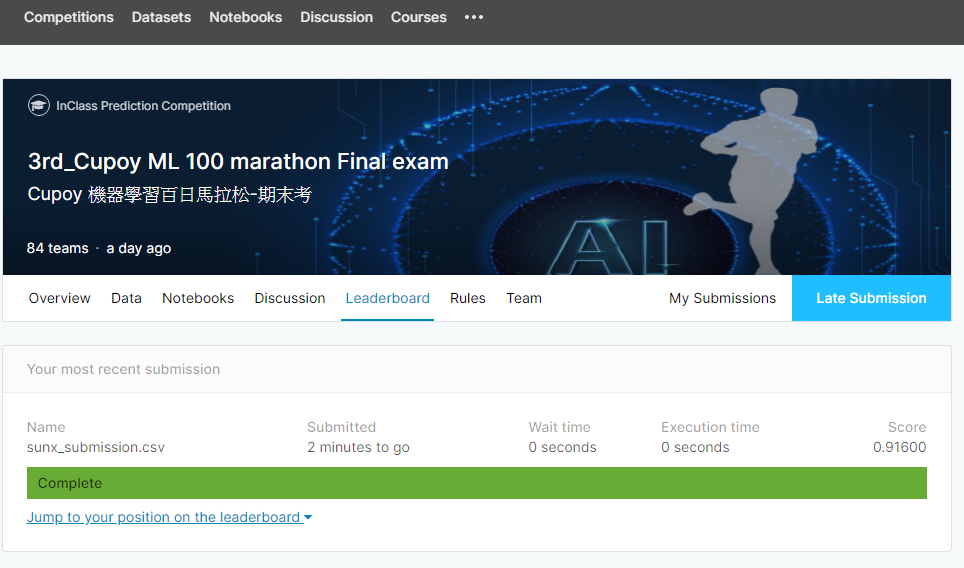 Competitions Datasets Notebooks Discussion Courses •••
InClass Prediction Competition
3rd_Cupoy ML 100 marathon Final exam
Cupoy 機器學習百日馬拉松-期末考
84 teams · a day ago
AI
Overview Data Notebooks Discussion Leaderboard Rules Team My Submissions Late Submission
Your most recent submission
Name Submitted Wait time Execution time Score
sunx_submission.csv 2 minutes to go 0 seconds 0 seconds 0.91600
Complete
Jump to your position on the leaderboard